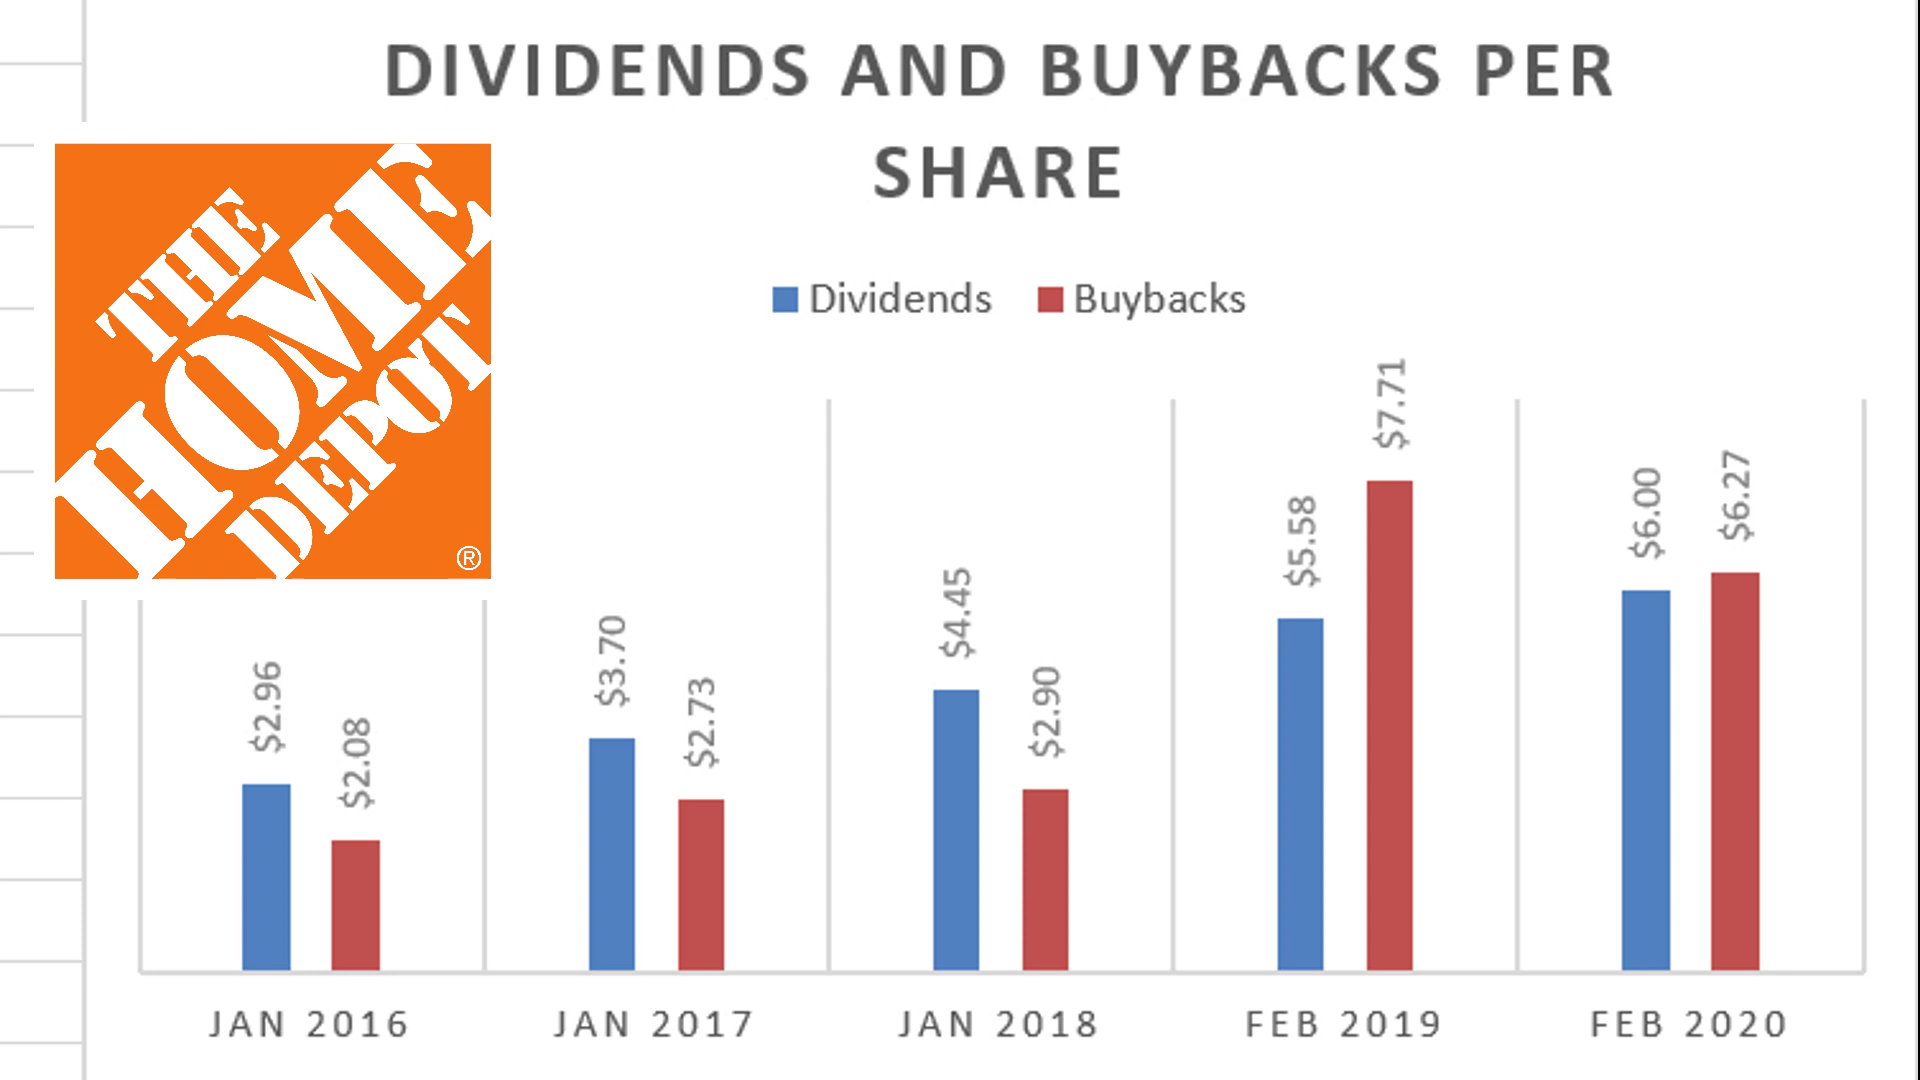 DIVIDENDS AND BUYBACKS PER
SHARE
THE
HOME
DEPOT
®
Dividends Buybacks
$2.96
$2.08
$3.70
$2.73
$4.45
$2.90
$5.58
$7.71
$6.00
$6.27
JAN 2016 JAN 2017 JAN 2018 FEB 2019 FEB 2020